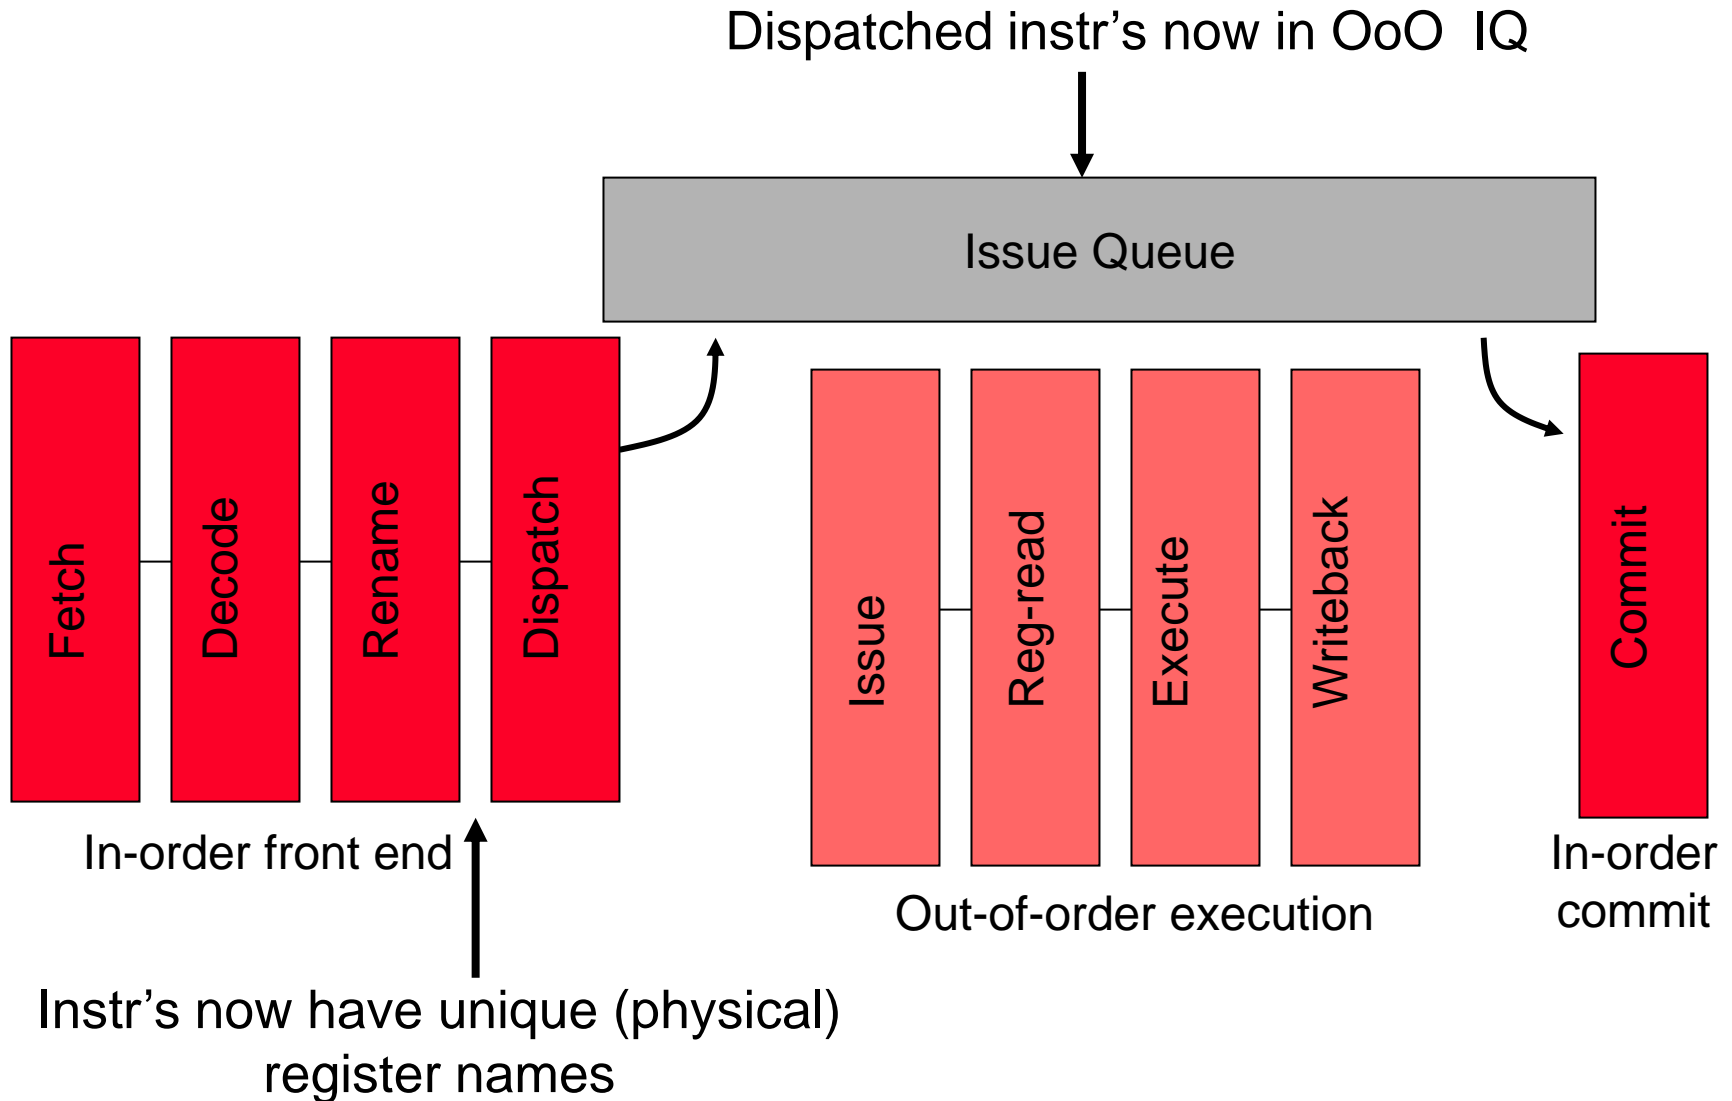 Dispatched instr's now in OoO  IQ
Issue Queue
Fetch
Decode
Rename
Dispatch
Issue
Reg-read
Execute
Writeback
Commit
In-order front end
Out-of-order execution
In-order
commit
Instr's now have unique (physical)
register names